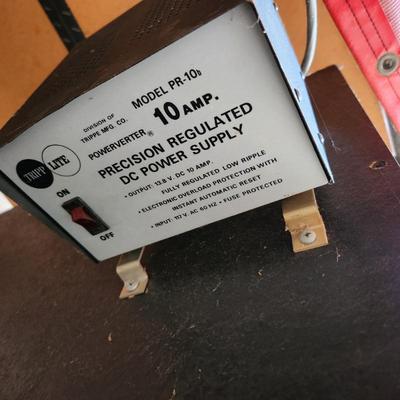 TRIPP LITE
DIVISION OF
TRIPPE MFG. CO.
MODEL PR-10b
POWERVERTER®
10 AMP.
PRECISION REGULATED
DC POWER SUPPLY
• OUTPUT: 13.8 V. DC 10 AMP.
FULLY REGULATED LOW RIPPLE
• ELECTRONIC OVERLOAD PROTECTION WITH
INSTANT AUTOMATIC RESET
• INPUT: 117 V. AC 60 HZ • FUSE PROTECTED
ON
OFF